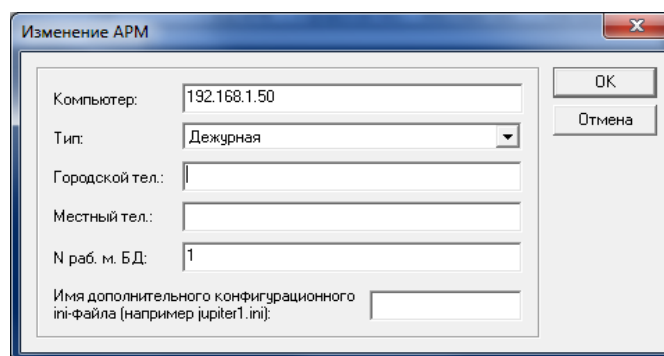 Изменение АРМ
Компьютер: 192.168.1.50
OK
Тип: Дежурная
Отмена
Городской тел.:
Местный тел.:
N раб. м. БД: 1
Имя дополнительного конфигурационного
ini-файла (например jupiter1.ini):